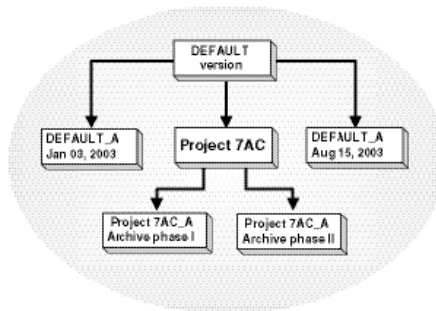 DEFAULT
version
DEFAULT_A
Jan 03, 2003
Project 7AC
DEFAULT_A
Aug 15, 2003
Project 7AC_A
Archive phase I
Project 7AC_A
Archive phase II